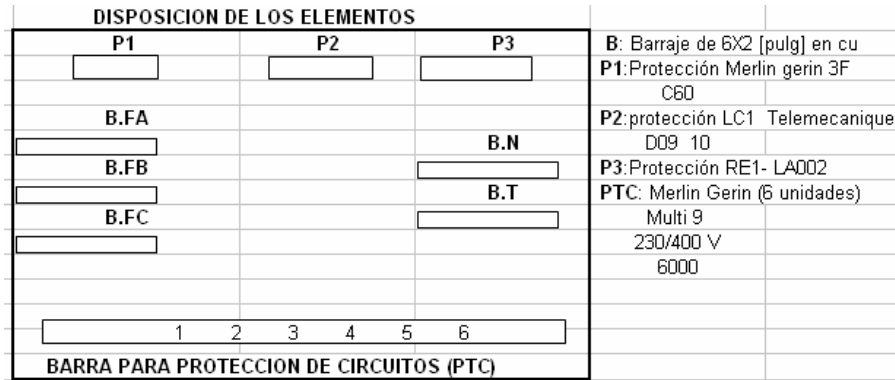 DISPOSICION DE LOS ELEMENTOS
P1 P2 P3
B.FA
B.N
B.FB
B.T
B.FC
1 2 3 4 5 6
BARRA PARA PROTECCION DE CIRCUITOS (PTC)
B: Barraje de 6X2 [pulg] en cu
P1:Protección Merlin gerin 3F
C60
P2:protección LC1 Telemecanique
D09 10
P3:Protección RE1- LA002
PTC: Merlin Gerin (6 unidades)
Multi 9
230/400 V
6000